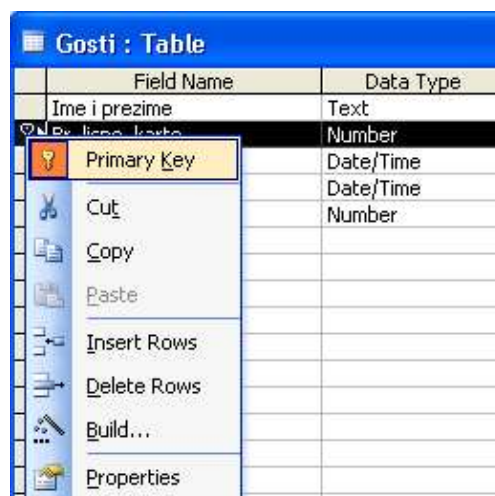 Gosti : Table
Field Name Data Type
Ime i prezime Text
Number
Primary Key Date/Time
Date/Time
Cut Number
Copy
Paste
Insert Rows
Delete Rows
Build...
Properties